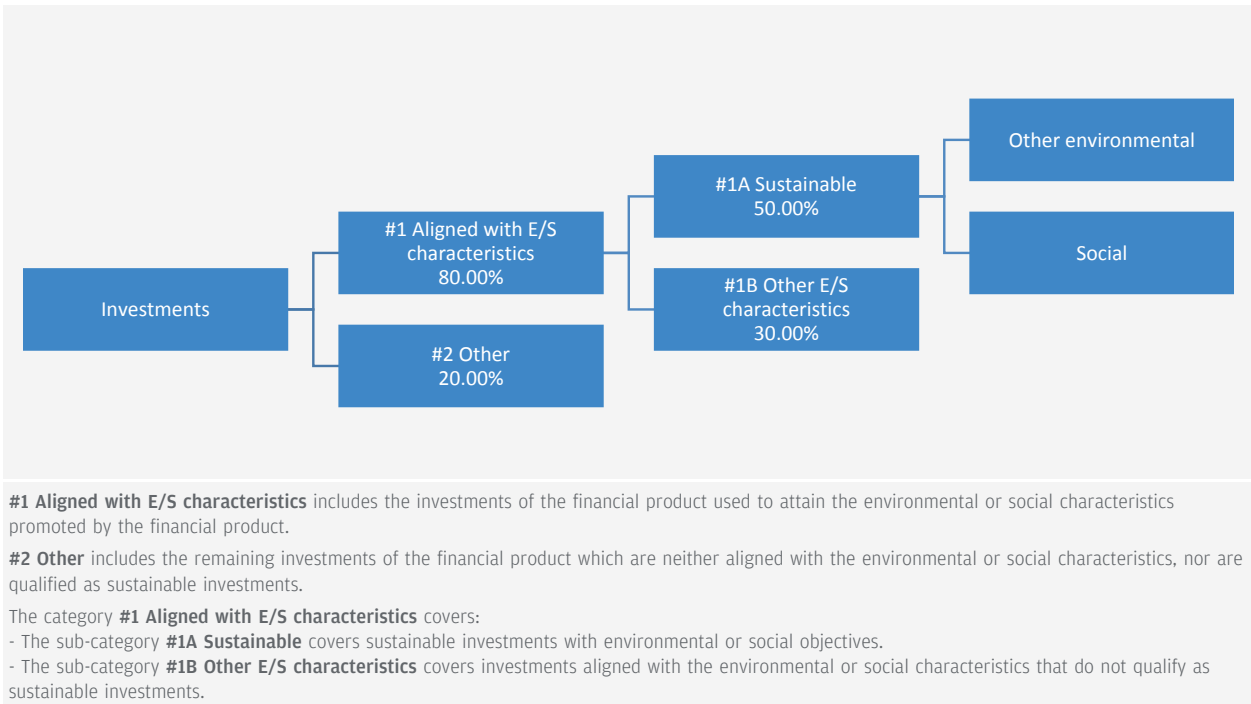 Investments
#1 Aligned with E/S
characteristics
80.00%
#2 Other
20.00%
#1A Sustainable
50.00%
#1B Other E/S
characteristics
30.00%
Other environmental
Social
#1 Aligned with E/S characteristics includes the investments of the financial product used to attain the environmental or social characteristics
promoted by the financial product.
#2 Other includes the remaining investments of the financial product which are neither aligned with the environmental or social characteristics, nor are
qualified as sustainable investments.
The category #1 Aligned with E/S characteristics covers:
- The sub-category #1A Sustainable covers sustainable investments with environmental or social objectives.
- The sub-category #1B Other E/S characteristics covers investments aligned with the environmental or social characteristics that do not qualify as
sustainable investments.